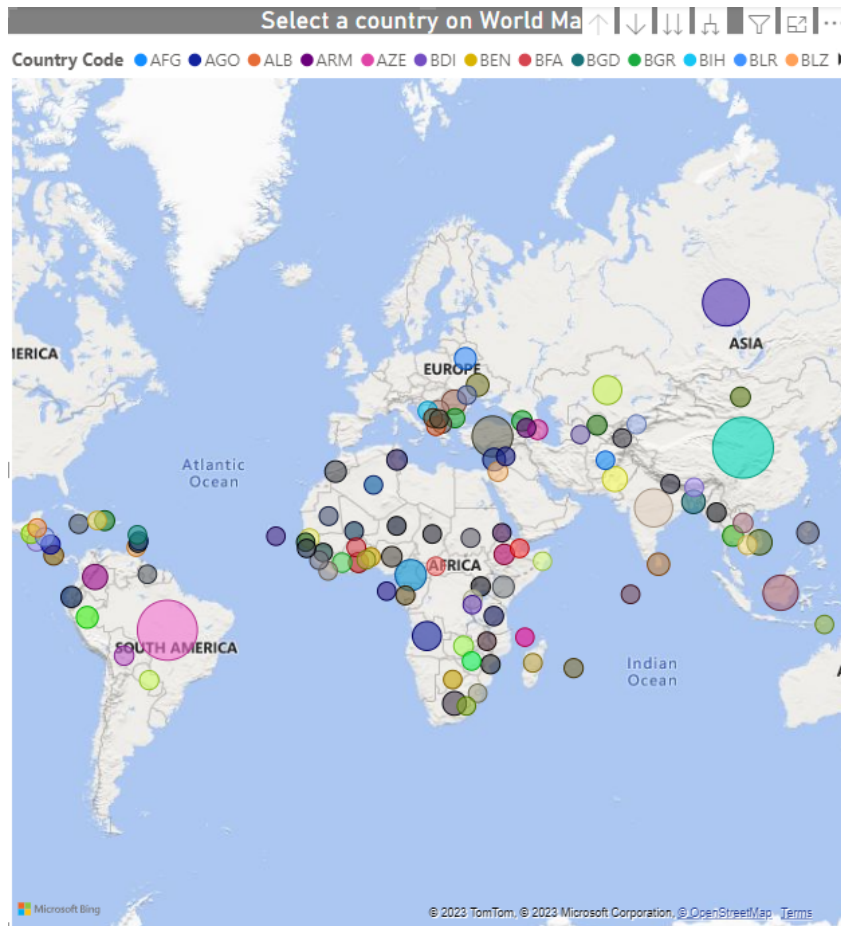 Select a country on World Ma
Country Code AFG AGO ALB ARM AZE BDI BEN BFA BGD BGR BIH BLR BLZ
ASIA
MERICA
EUROPE
Atlantic
Ocean
AFRICA
SOUTH AMERICA
Indian
Ocean
A
Microsoft Bing
© 2023 TomTom, © 2023 Microsoft Corporation, © OpenStreetMap Terms